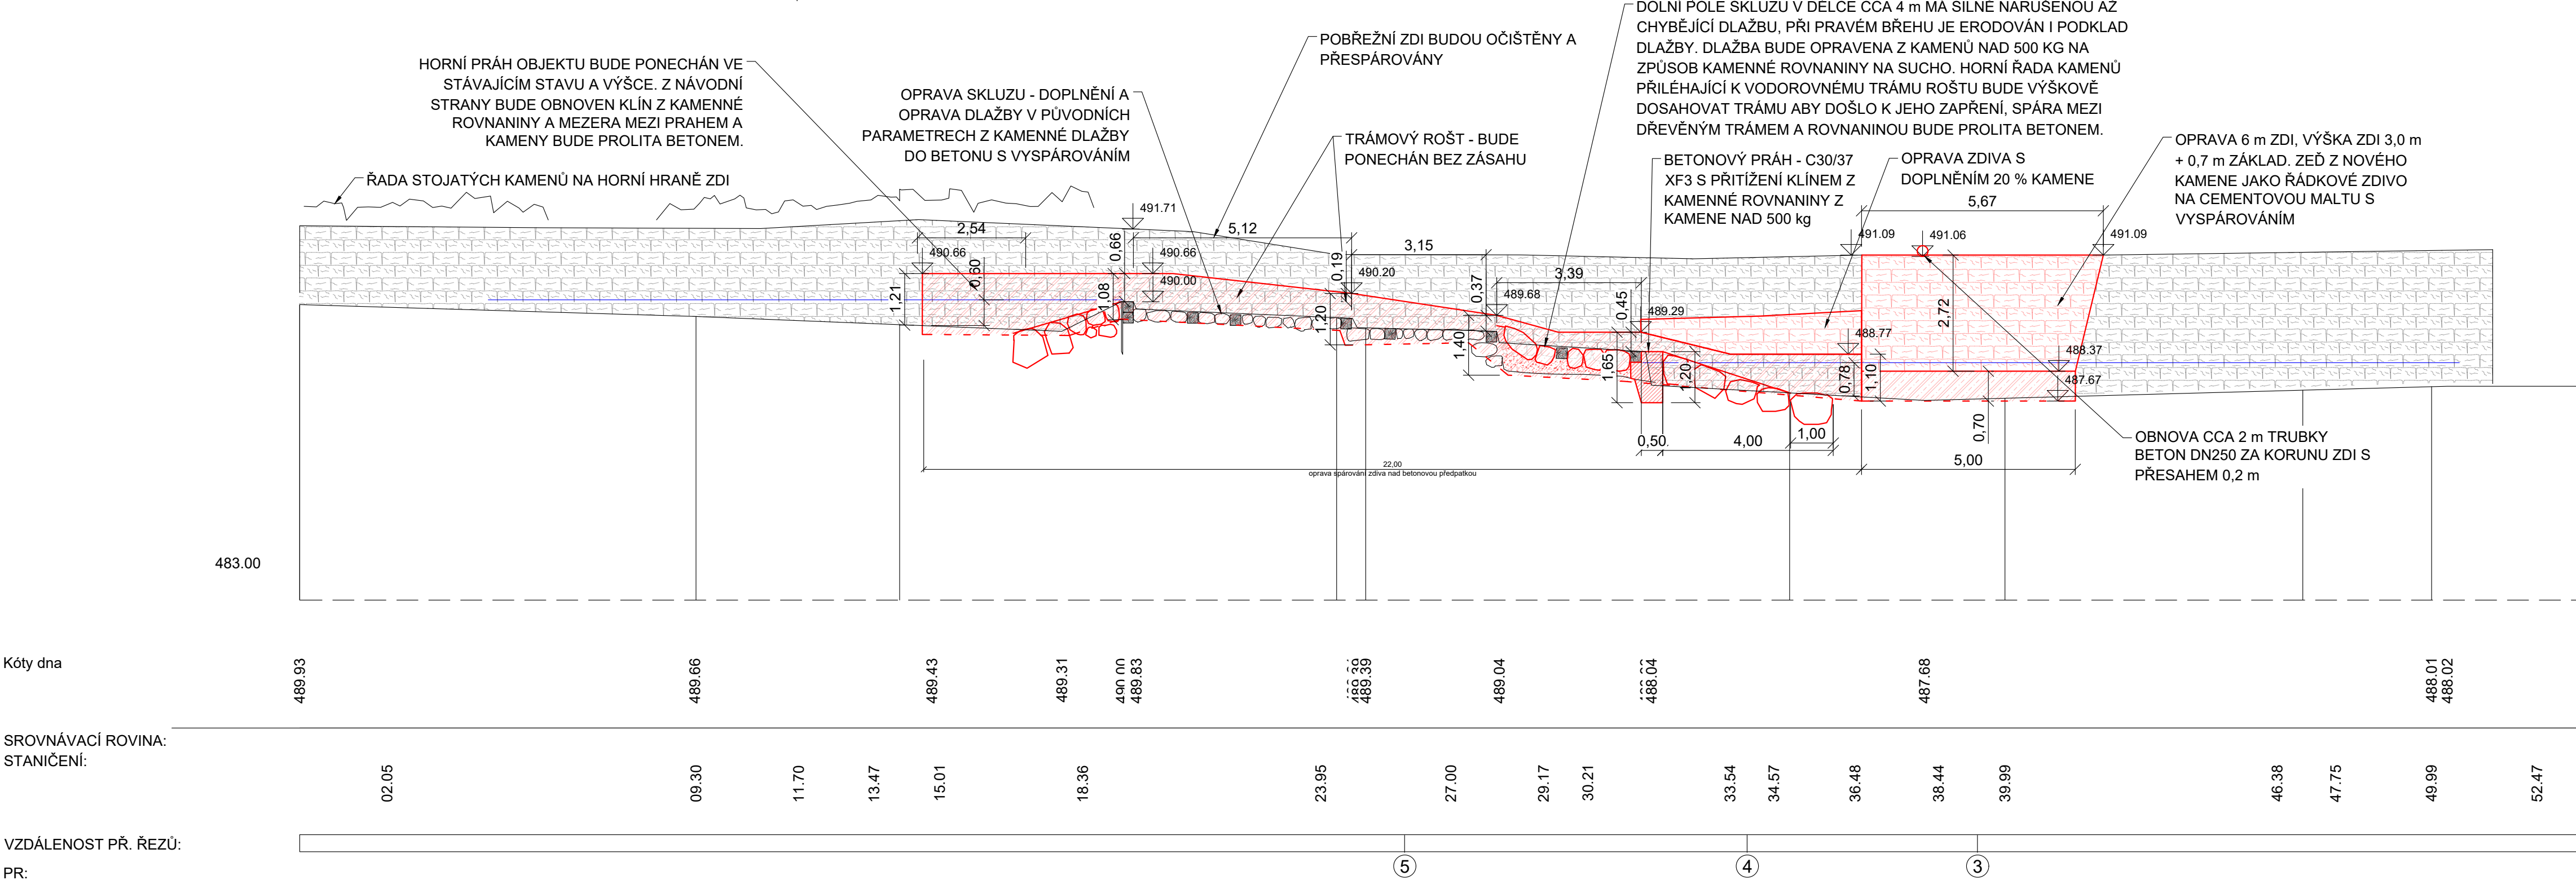 DOLNÍ POLE SKLUZU V DÉLCE CCA 4 m MÁ SILNĚ NARUŠENOU AŽ
CHYBĚJÍCÍ DLAŽBU, PŘI PRAVÉM BŘEHU JE ERODOVÁN I PODKLAD
DLAŽBY. DLAŽBA BUDE OPRAVENA Z KAMENŮ NAD 500 KG NA
ZPŮSOB KAMENNÉ ROVNANINY NA SUCHO. HORNÍ ŘADA KAMENŮ
PŘILÉHAJÍCÍ K VODOROVNÉMU TRÁMU ROŠTU BUDE VÝŠKOVĚ
DOSAHOVAT TRÁMU ABY DOŠLO K JEHO ZAPŘENÍ, SPÁRA MEZI
DŘEVĚNÝM TRÁMEM A ROVNANINOU BUDE PROLITA BETONEM.
POBŘEŽNÍ ZDI BUDOU OČIŠTĚNY A
PŘESPÁROVÁNY
HORNÍ PRÁH OBJEKTU BUDE PONECHÁN VE
STÁVAJÍCÍM STAVU A VÝŠCE. Z NÁVODNÍ
STRANY BUDE OBNOVEN KLÍN Z KAMENNÉ
ROVNANINY A MEZERA MEZI PRAHEM A
KAMENY BUDE PROLITA BETONEM.
OPRAVA SKLUZU - DOPLNĚNÍ A
OPRAVA DLAŽBY V PŮVODNÍCH
PARAMETRECH Z KAMENNÉ DLAŽBY
DO BETONU S VYSPÁROVÁNÍM
TRÁMOVÝ ROŠT - BUDE
PONECHÁN BEZ ZÁSAHU
BETONOVÝ PRÁH - C30/37
XF3 S PŘITÍŽENÍ KLÍNEM Z
KAMENNÉ ROVNANINY Z
KAMENE NAD 500 kg
OPRAVA ZDIVA S
DOPLNĚNÍM 20 % KAMENE
OPRAVA 6 m ZDI, VÝŠKA ZDI 3,0 m
+ 0,7 m ZÁKLAD. ZEĎ Z NOVÉHO
KAMENE JAKO ŘÁDKOVÉ ZDIVO
NA CEMENTOVOU MALTU S
VYSPÁROVÁNÍM
ŘADA STOJATÝCH KAMENŮ NA HORNÍ HRANĚ ZDI
491.71
5,67
2,54
0,66
5,12
3,15
491.09
491.06
491.09
490.66
0,60
490.66
490.00
0,19
490.20
0,37
3,39
1,21
1,08
1,20
489.68
0,45
489.29
2,72
1,40
1,65
1,20
488.77
0,78
1,10
488.37
487.67
0,70
0,50
4,00
1,00
22,00
oprava spárování zdiva nad betonovou předpatkou
5,00
OBNOVA CCA 2 m TRUBKY
BETON DN250 ZA KORUNU ZDI S
PŘESAHEM 0,2 m
483.00
Kóty dna
489.93
489.66
489.43
489.31
490.00
489.83
489.39
489.39
489.04
488.04
487.68
488.01
488.02
SROVNÁVACÍ ROVINA:
STANIČENÍ:
02.05
09.30
11.70
13.47
15.01
18.36
23.95
27.00
29.17
30.21
33.54
34.57
36.48
38.44
39.99
46.38
47.75
49.99
52.47
VZDÁLENOST PŘ. ŘEZŮ:
PR:
5
4
3